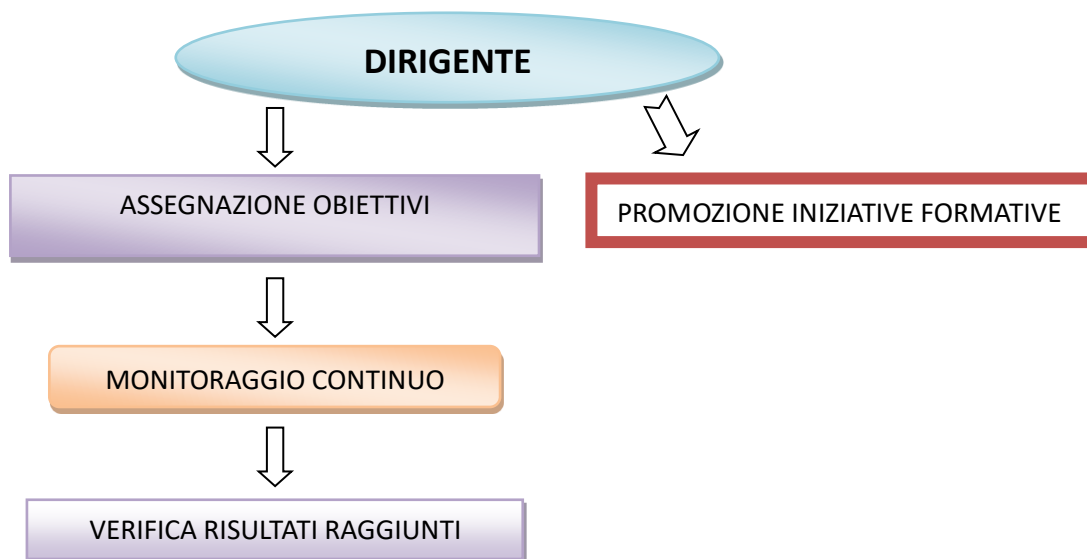 DIRIGENTE
ASSEGNAZIONE OBIETTIVI
PROMOZIONE INIZIATIVE FORMATIVE
MONITORAGGIO CONTINUO
VERIFICA RISULTATI RAGGIUNTI